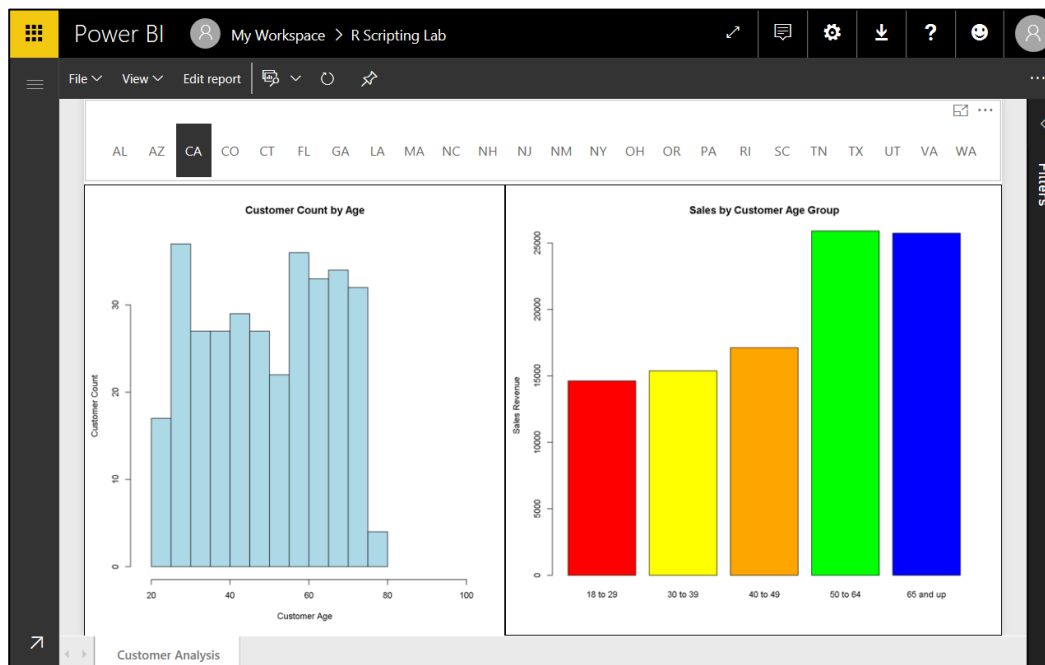 Power BI My Workspace > R Scripting Lab ?
File View Edit report ...
...
AL AZ CA CO CT FL GA LA MA NC NH NJ NM NY OH OR PA RI SC TN TX UT VA WA
Filters
Customer Count by Age
Customer Count
0 10 20 30
20 40 60 80 100
Customer Age
Sales by Customer Age Group
Sales Revenue
0 5000 10000 15000 20000 25000
18 to 29 30 to 39 40 to 49 50 to 64 65 and up
Customer Analysis